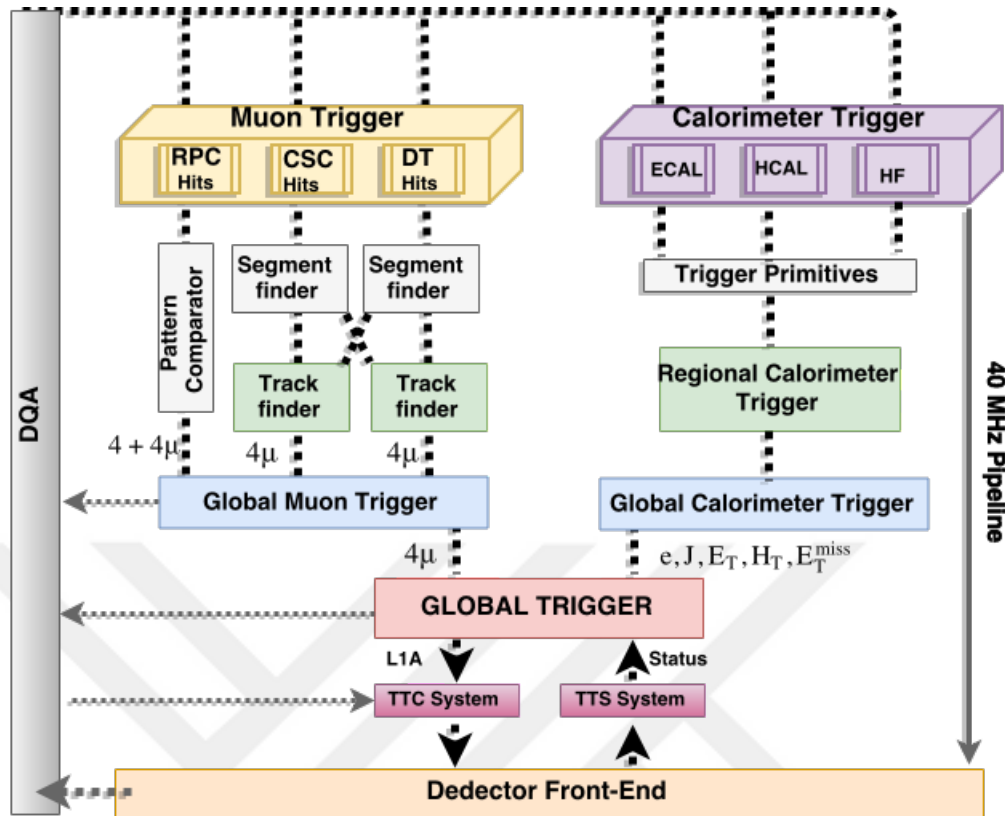 DQA
Muon Trigger
RPC
Hits
CSC
Hits
DT
Hits
Calorimeter Trigger
ECAL
HCAL
HF
Pattern
Comparator
Segment
finder
Segment
finder
Trigger Primitives
Track
finder
Track
finder
Regional Calorimeter
Trigger
40 MHz Pipeline
4 + 4μ
4μ
4μ
Global Muon Trigger
Global Calorimeter Trigger
4μ
e, J, E_T, H_T, E_T^miss
GLOBAL TRIGGER
L1A
Status
TTC System
TTS System
Dedector Front-End